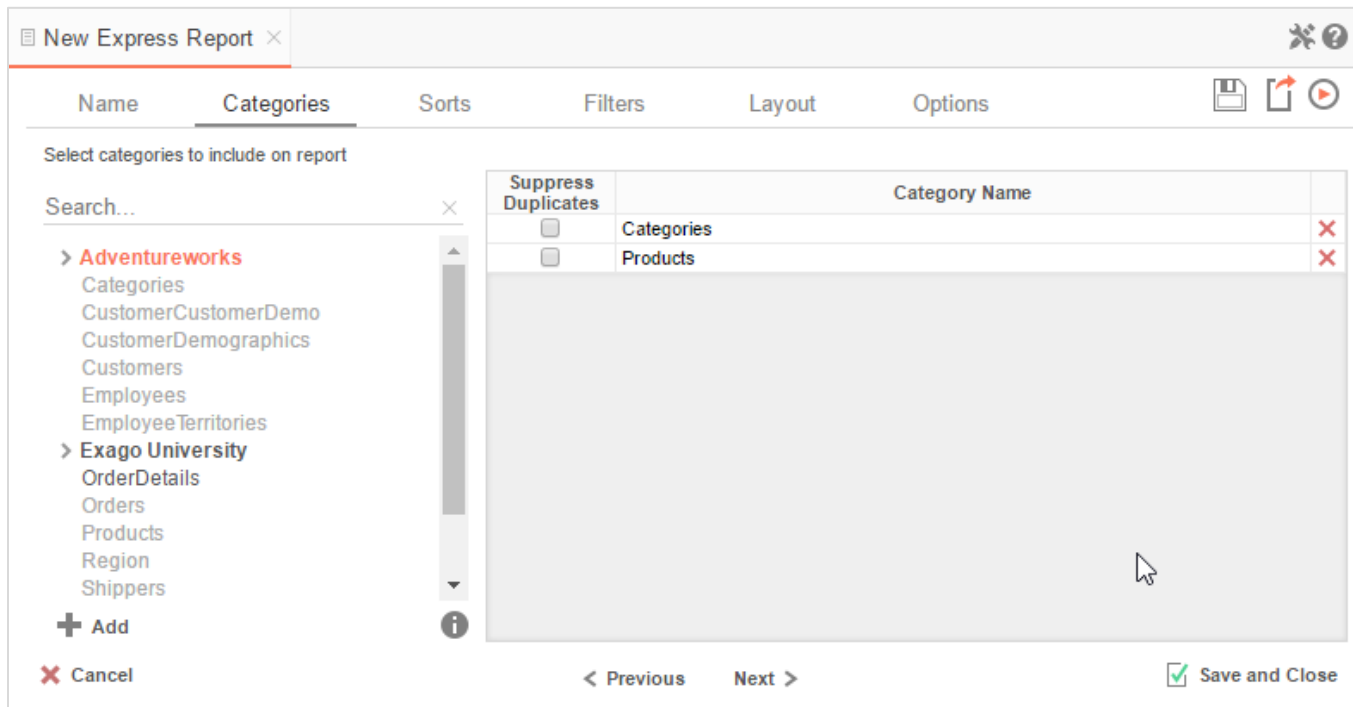 New Express Report
Name Categories Sorts Filters Layout Options
Select categories to include on report
Search...
Adventureworks
Categories
CustomerCustomerDemo
CustomerDemographics
Customers
Employees
EmployeeTerritories
Exago University
OrderDetails
Orders
Products
Region
Shippers
Add
Suppress Duplicates Category Name
Categories
Products
Cancel
Previous Next Save and Close